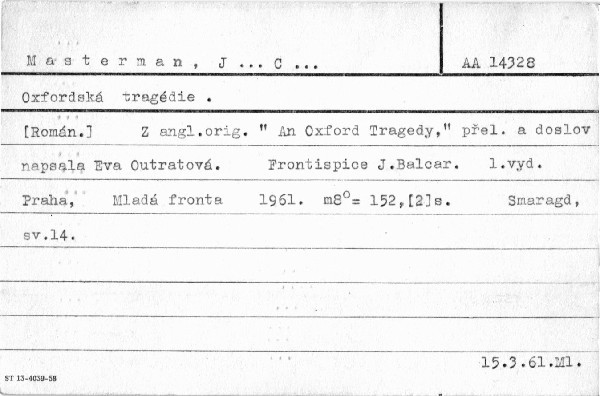 Masterman, J ... C ... AA 14328
Oxfordská tragédie .
[Román.] Z angl.orig. " An Oxford Tragedy," přel. a doslov
napsala Eva Outratová. Frontispice J.Balcar. 1.vyd.
Praha, Mladá fronta 1961. m8°= 152,[2]s. Smaragd,
sv.14.
15.3.61.Ml.
ST 13-4039-58